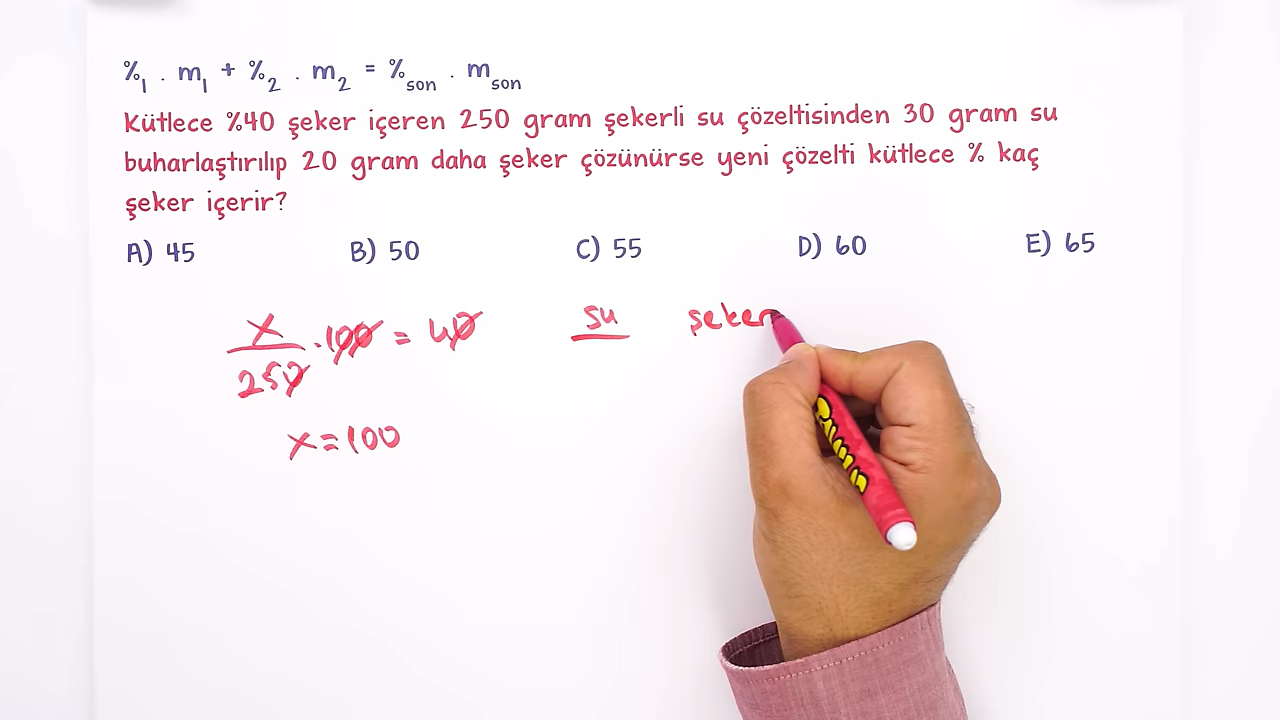 %1 . m1 + %2 . m2 = %son . mson
Kütlece %40 şeker içeren 250 gram şekerli su çözeltisinden 30 gram su
buharlaştırılıp 20 gram daha şeker çözünürse yeni çözelti kütlece % kaç
şeker içerir?
A) 45 B) 50 C) 55 D) 60 E) 65
x/250 . 100 = 40 su şeker
x = 100